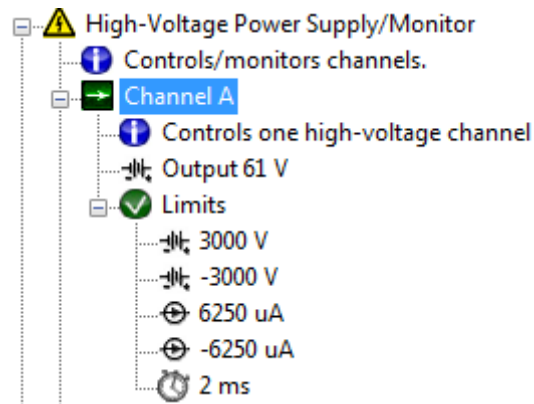 High-Voltage Power Supply/Monitor
Controls/monitors channels.
Channel A
Controls one high-voltage channel
Output 61 V
Limits
3000 V
-3000 V
6250 uA
-6250 uA
2 ms